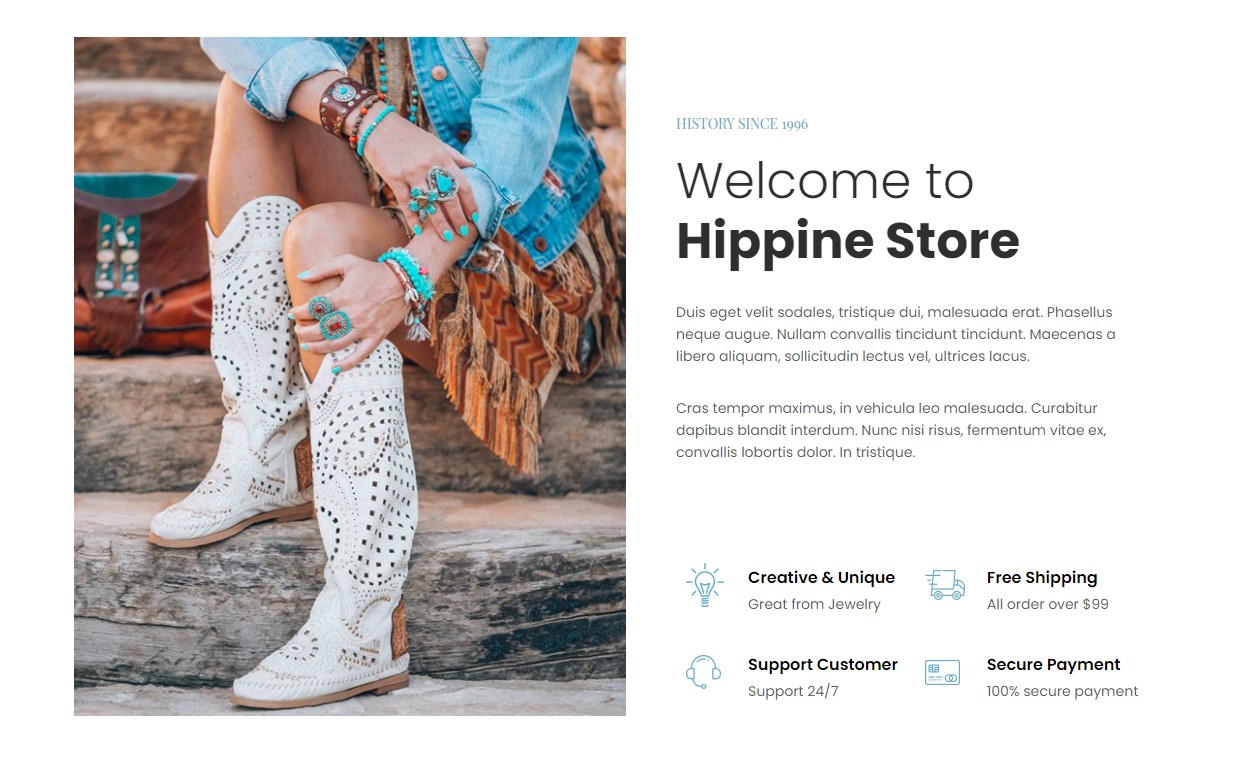 HISTORY SINCE 1996
Welcome to
Hippine Store
Duis eget velit sodales, tristique dui, malesuada erat. Phasellus
neque augue. Nullam convallis tincidunt tincidunt. Maecenas a
libero aliquam, sollicitudin lectus vel, ultrices lacus.
Cras tempor maximus, in vehicula leo malesuada. Curabitur
dapibus blandit interdum. Nunc nisi risus, fermentum vitae ex,
convallis lobortis dolor. In tristique.
Creative & Unique
Great from Jewelry
Free Shipping
All order over $99
Support Customer
Support 24/7
Secure Payment
100% secure payment